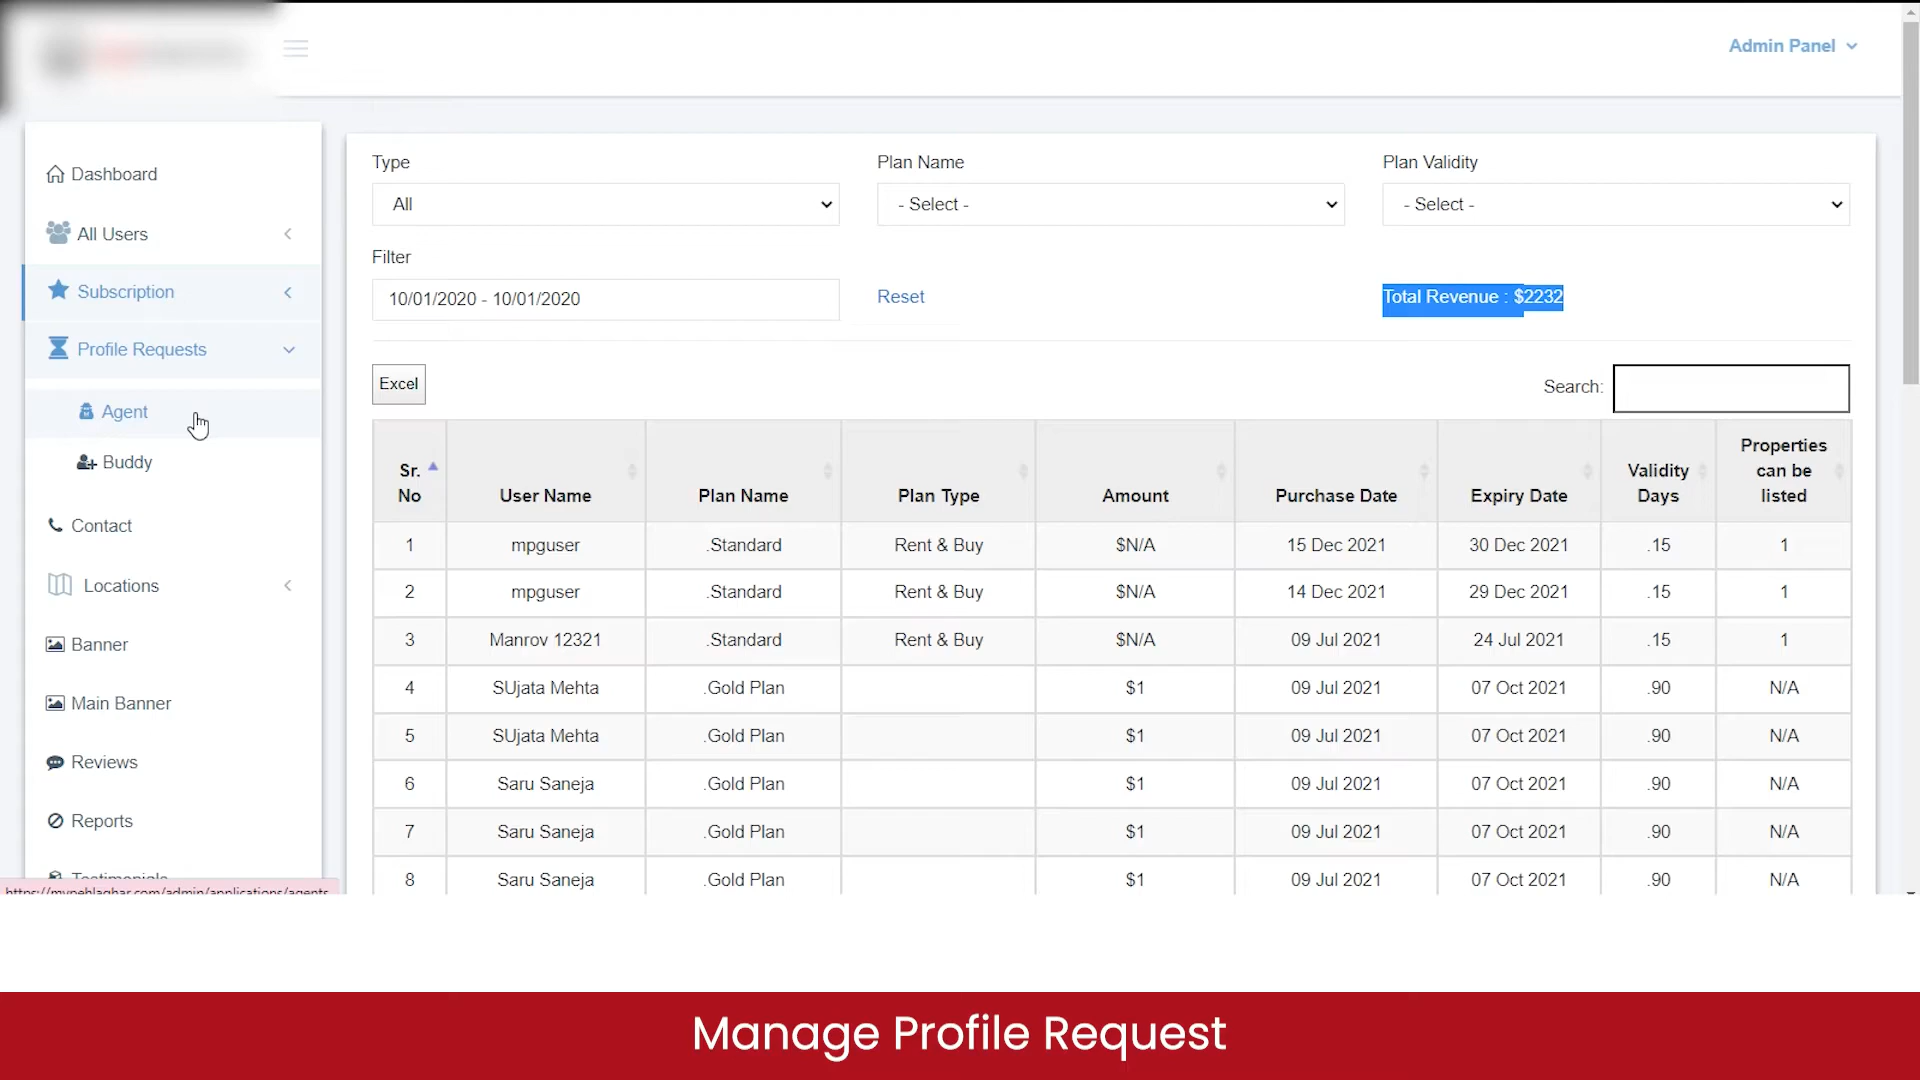 Admin Panel
Dashboard
All Users
Subscription
Profile Requests
Agent
Buddy
Contact
Locations
Banner
Main Banner
Reviews
Reports
Testimonials
https://mypehlaghar.com/admin/applications/agents
Type
All
Plan Name
- Select -
Plan Validity
- Select -
Filter
10/01/2020 - 10/01/2020
Reset
Total Revenue : $2232
Excel
Search:
Sr. No User Name Plan Name Plan Type Amount Purchase Date Expiry Date Validity Days Properties can be listed
1 mpguser .Standard Rent & Buy $N/A 15 Dec 2021 30 Dec 2021 .15 1
2 mpguser .Standard Rent & Buy $N/A 14 Dec 2021 29 Dec 2021 .15 1
3 Manrov 12321 .Standard Rent & Buy $N/A 09 Jul 2021 24 Jul 2021 .15 1
4 SUjata Mehta .Gold Plan $1 09 Jul 2021 07 Oct 2021 .90 N/A
5 SUjata Mehta .Gold Plan $1 09 Jul 2021 07 Oct 2021 .90 N/A
6 Saru Saneja .Gold Plan $1 09 Jul 2021 07 Oct 2021 .90 N/A
7 Saru Saneja .Gold Plan $1 09 Jul 2021 07 Oct 2021 .90 N/A
8 Saru Saneja .Gold Plan $1 09 Jul 2021 07 Oct 2021 .90 N/A
Manage Profile Request